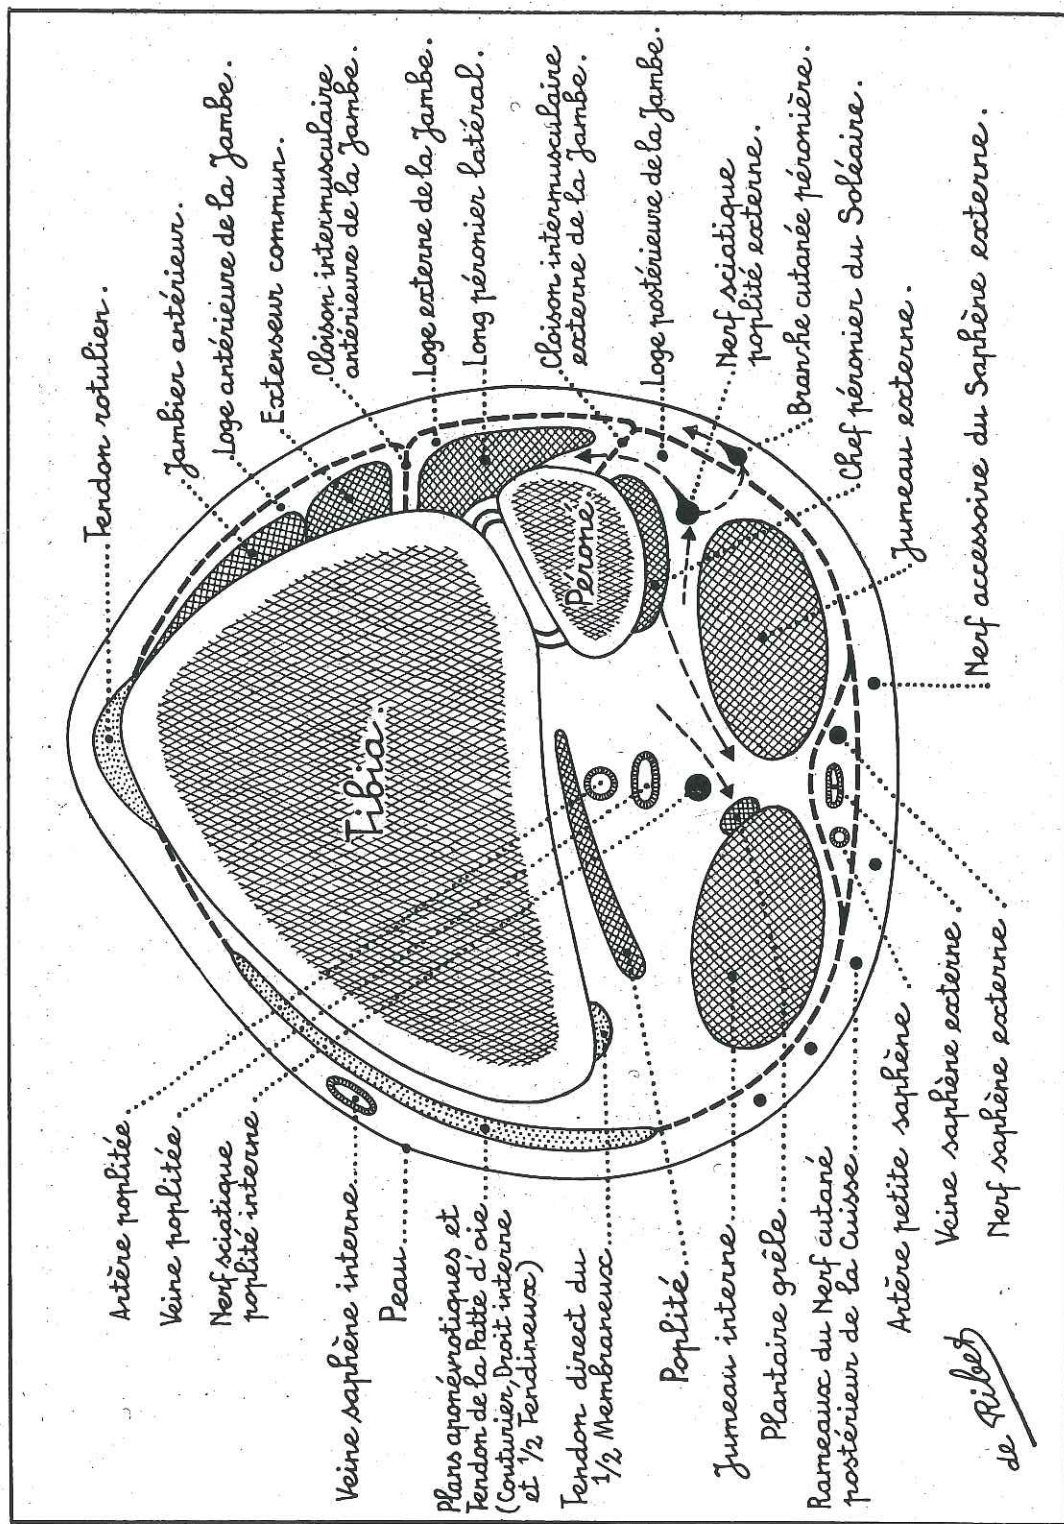 Tendon rotulien.
Jambier antérieur.
Loge antérieure de la Jambe.
Extenseur commun.
Cloison intermusculaire
antérieure de la Jambe.
Loge externe de la Jambe.
Long péronier latéral.
Cloison intermusculaire
externe de la Jambe.
Loge postérieure de la Jambe.
Nerf sciatique
poplité externe.
Branche cutanée péronière.
Chef péronier du Soléaire.
Jumeau externe.
Nerf accessoire du Saphène externe.
Tibia.
Péroné.
Artère poplitée
Veine poplitée
Nerf sciatique
poplité interne
Veine saphène interne
Peau
Plans aponévrotiques et
Tendon de la Patte d'oie
(Couturier, Droit interne
et 1/2 Tendineux)
Tendon direct du
1/2 Membraneux
Poplité
Jumeau interne
Plantaire grêle
Rameaux du Nerf cutané
postérieur de la Cuisse
Artère petite saphène
Veine saphène externe
Nerf saphène externe
de Ribet